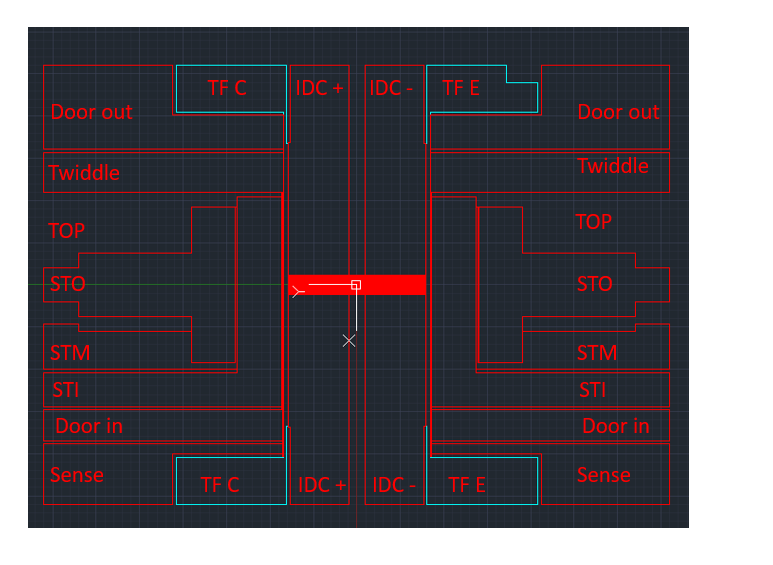 TF C IDC + IDC - TF E
Door out Door out
Twiddle Twiddle
TOP TOP
STO STO
Y
X
STM STM
STI STI
Door in Door in
Sense Sense
TF C IDC + IDC - TF E